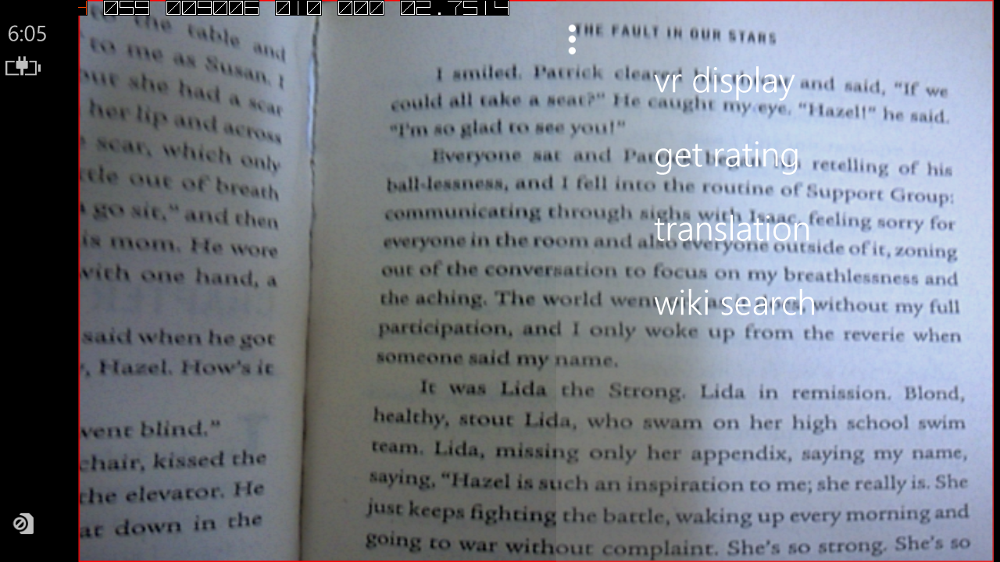 059 009006 010 000 02.7514
6:05
to the table and
to me as Susan. I
out she had a scar
her lip and across
scar, which only
out of breath
go sit,” and then
is mom. He wore
with one hand, a
said when he got
, Hazel. How’s it
went blind.”
chair, kissed the
the elevator. He
at down in the
THE FAULT IN OUR STARS
I smiled. Patrick cleared and said, “If we
could all take a seat?” He caught my eye. “Hazel!” he said.
“I’m so glad to see you!”
Everyone sat and retelling of his
ball-lessness, and I fell into the routine of Support Group:
communicating through sighs with Isaac, feeling sorry for
everyone in the room and also everyone outside of it, zoning
out of the conversation to focus on my breathlessness and
the aching. The world went without my full
participation, and I only woke up from the reverie when
someone said my name.
It was Lida the Strong. Lida in remission. Blond,
healthy, stout Lida, who swam on her high school swim
team. Lida, missing only her appendix, saying my name,
saying, “Hazel is such an inspiration to me; she really is. She
just keeps fighting the battle, waking up every morning and
going to war without complaint. She’s so strong. She’s so
vr display
get rating
translation
wiki search